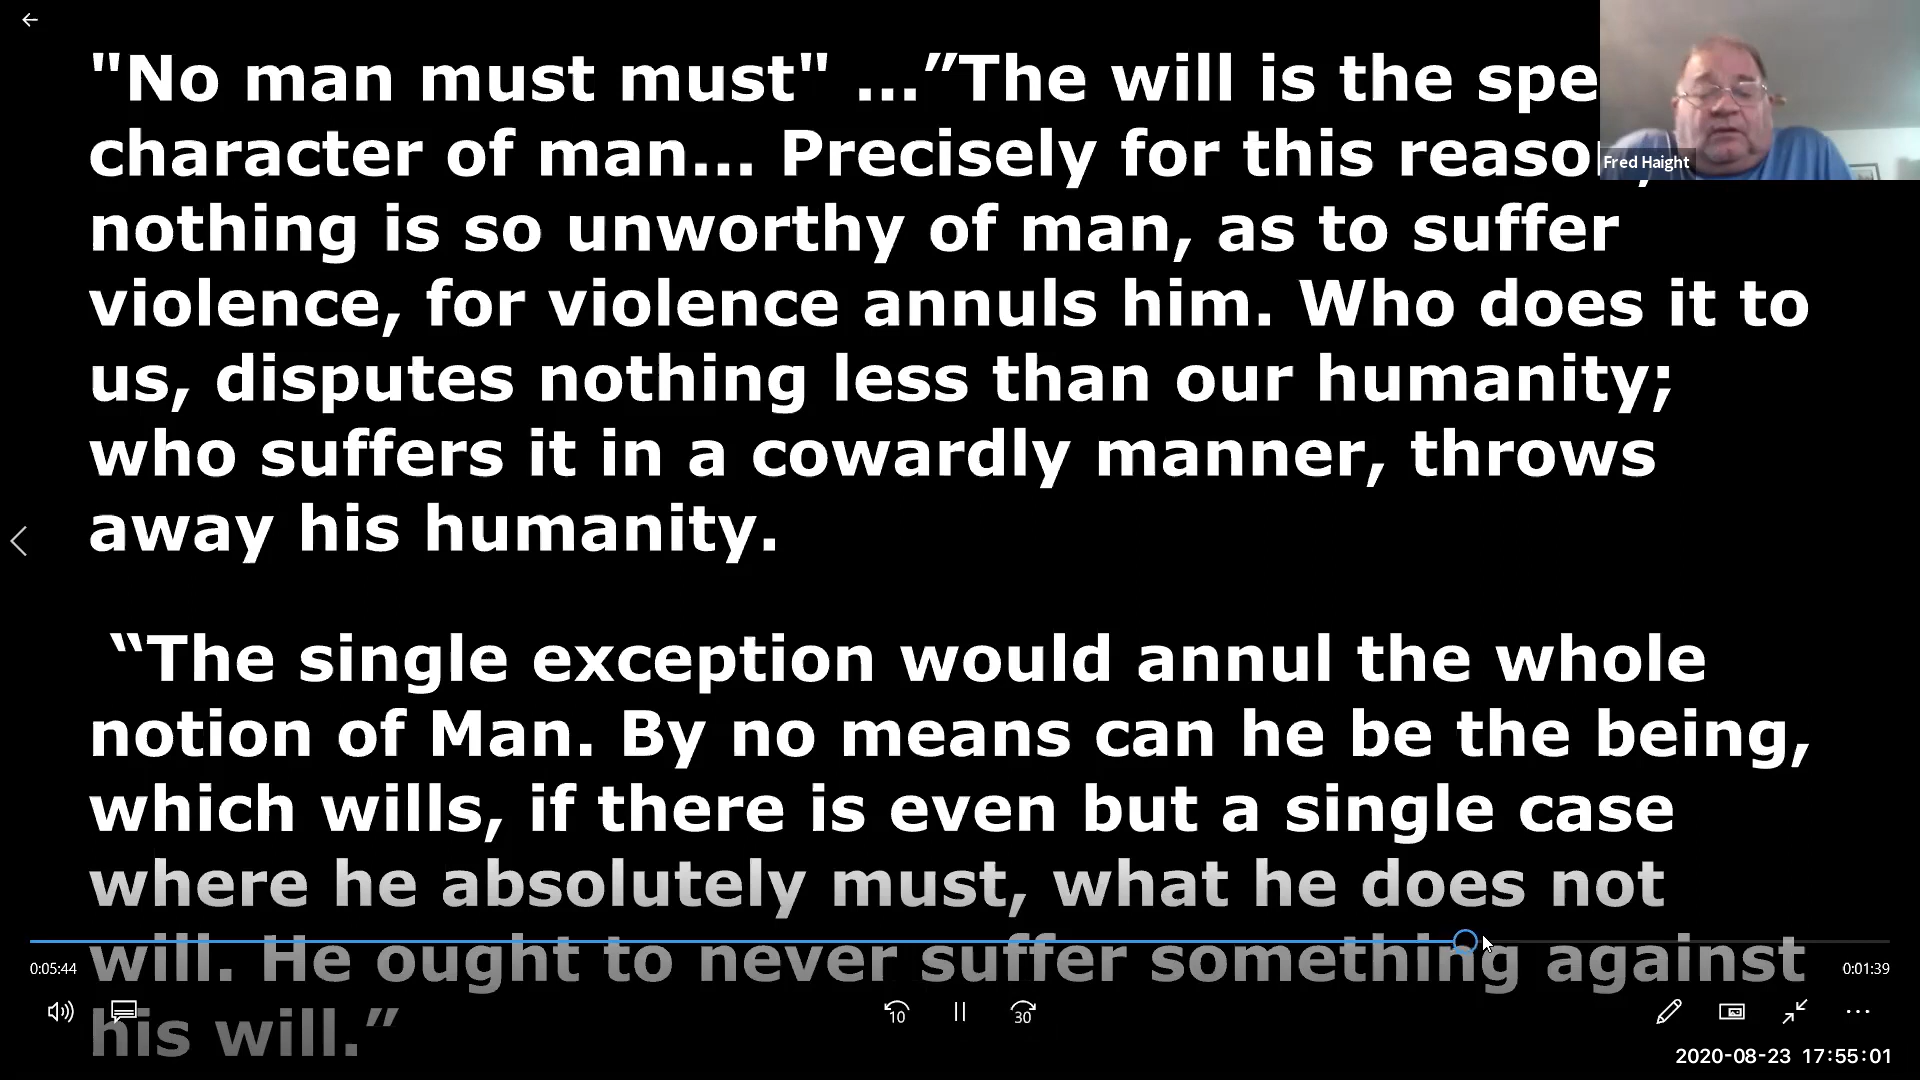 "No man must must" ...”The will is the spe
character of man... Precisely for this reason,
nothing is so unworthy of man, as to suffer
violence, for violence annuls him. Who does it to
us, disputes nothing less than our humanity;
who suffers it in a cowardly manner, throws
away his humanity.
“The single exception would annul the whole
notion of Man. By no means can he be the being,
which wills, if there is even but a single case
where he absolutely must, what he does not
will. He ought to never suffer something against
his will.”
Fred Haight
0:05:44
0:01:39
10
30
2020-08-23 17:55:01